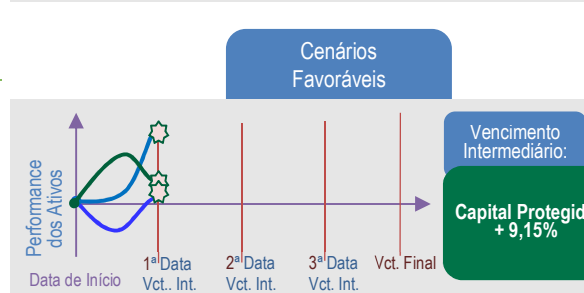 Cenários
Favoráveis
Performance
dos Ativos
Data de Início
1ª Data
Vct.. Int.
2ª Data
Vct. Int.
3ª Data
Vct. Int.
Vct. Final
Vencimento
Intermediário:
Capital Protegid
+ 9,15%